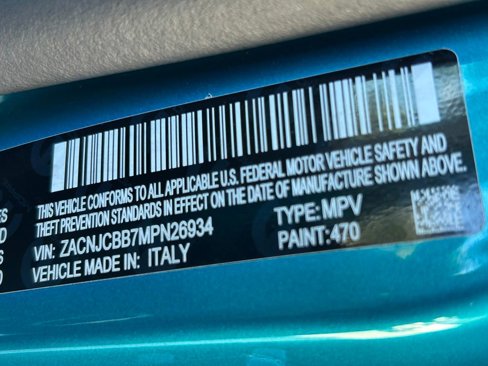 ES
THIS VEHICLE CONFORMS TO ALL APPLICABLE U.S. FEDERAL MOTOR VEHICLE SAFETY AND
THEFT PREVENTION STANDARDS IN EFFECT ON THE DATE OF MANUFACTURE SHOWN ABOVE.
VIN: ZACNJCBB7MPN26934 TYPE: MPV
VEHICLE MADE IN: ITALY PAINT: 470